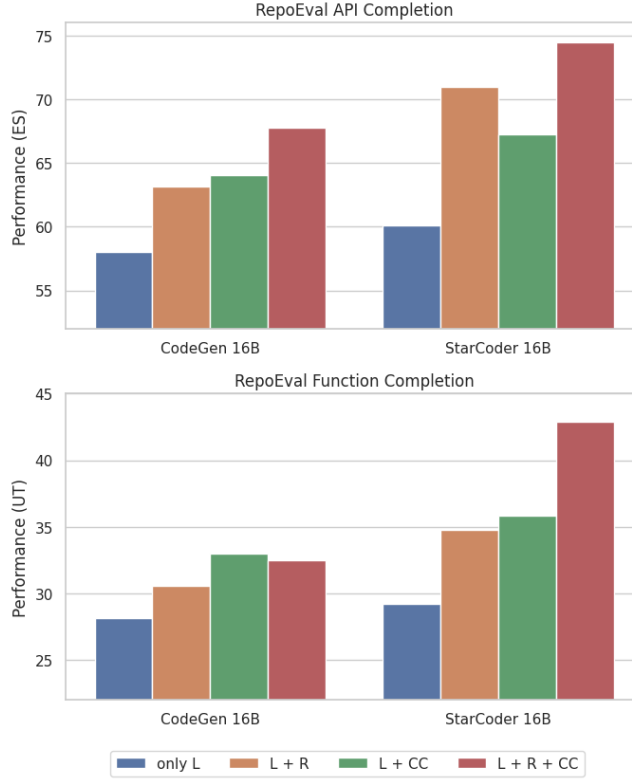 RepoEval API Completion
Performance (ES)
75
70
65
60
55
CodeGen 16B
StarCoder 16B
RepoEval Function Completion
Performance (UT)
45
40
35
30
25
CodeGen 16B
StarCoder 16B
only L
L + R
L + CC
L + R + CC